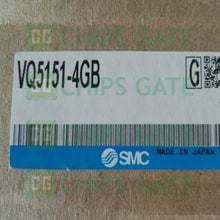 CHIPS GATE
VQ5151-4GB
G
SMC
MADE IN JAPAN